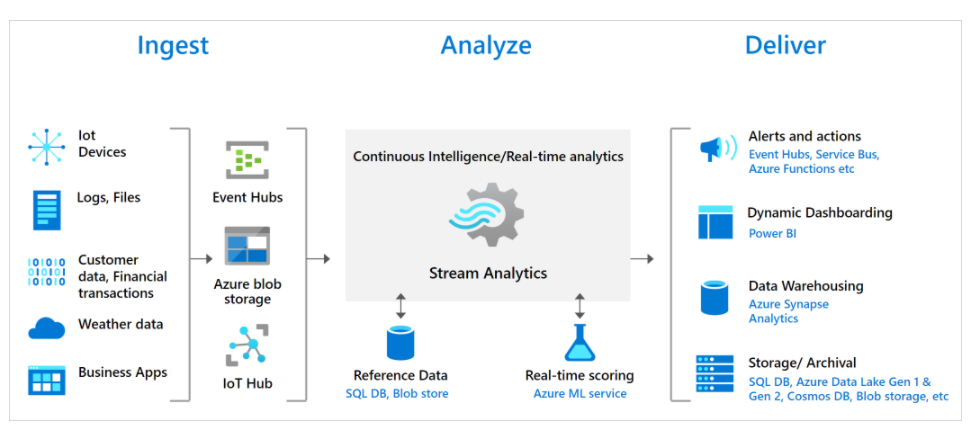 Ingest
Analyze
Deliver
Iot
Devices
Logs, Files
Customer
data, Financial
transactions
Weather data
Business Apps
Event Hubs
Azure blob
storage
IoT Hub
Continuous Intelligence/Real-time analytics
Stream Analytics
Reference Data
SQL DB, Blob store
Real-time scoring
Azure ML service
Alerts and actions
Event Hubs, Service Bus,
Azure Functions etc
Dynamic Dashboarding
Power BI
Data Warehousing
Azure Synapse
Analytics
Storage/ Archival
SQL DB, Azure Data Lake Gen 1 &
Gen 2, Cosmos DB, Blob storage, etc